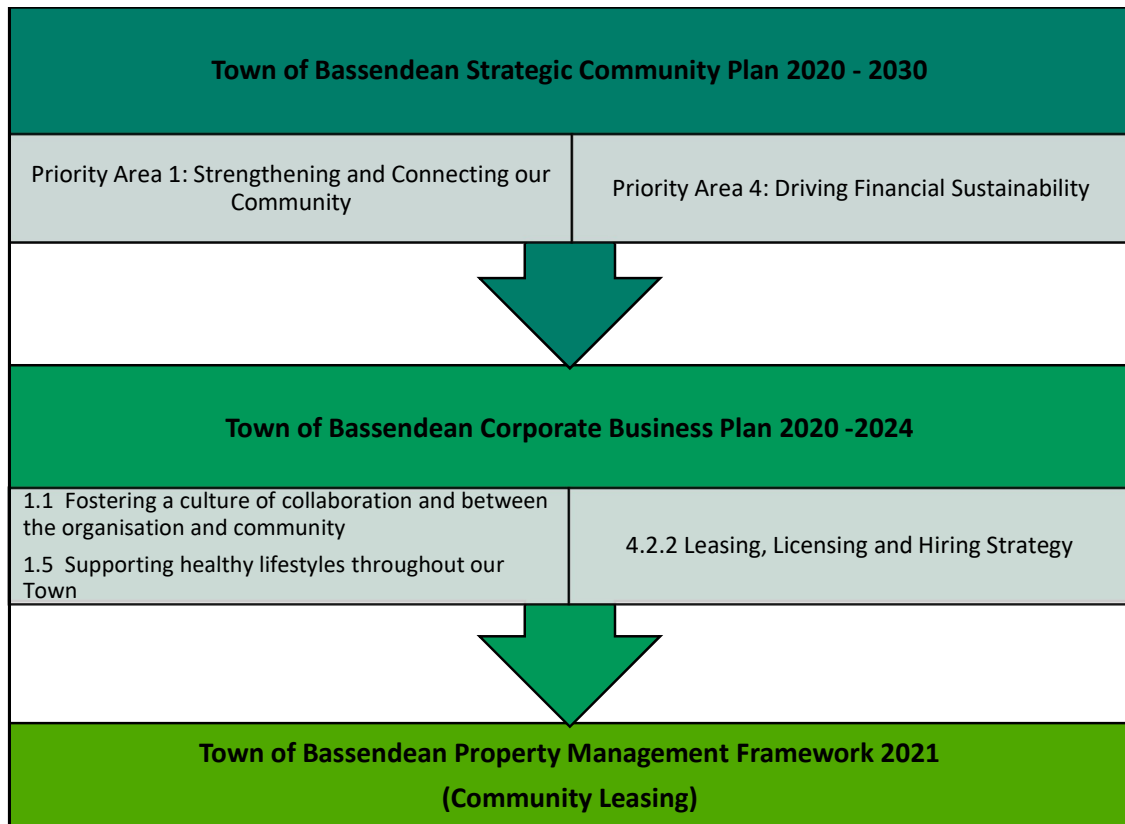 Town of Bassendean Strategic Community Plan 2020 - 2030
Priority Area 1: Strengthening and Connecting our
Community
Priority Area 4: Driving Financial Sustainability
Town of Bassendean Corporate Business Plan 2020 -2024
1.1 Fostering a culture of collaboration and between
the organisation and community
1.5 Supporting healthy lifestyles throughout our
Town
4.2.2 Leasing, Licensing and Hiring Strategy
Town of Bassendean Property Management Framework 2021
(Community Leasing)